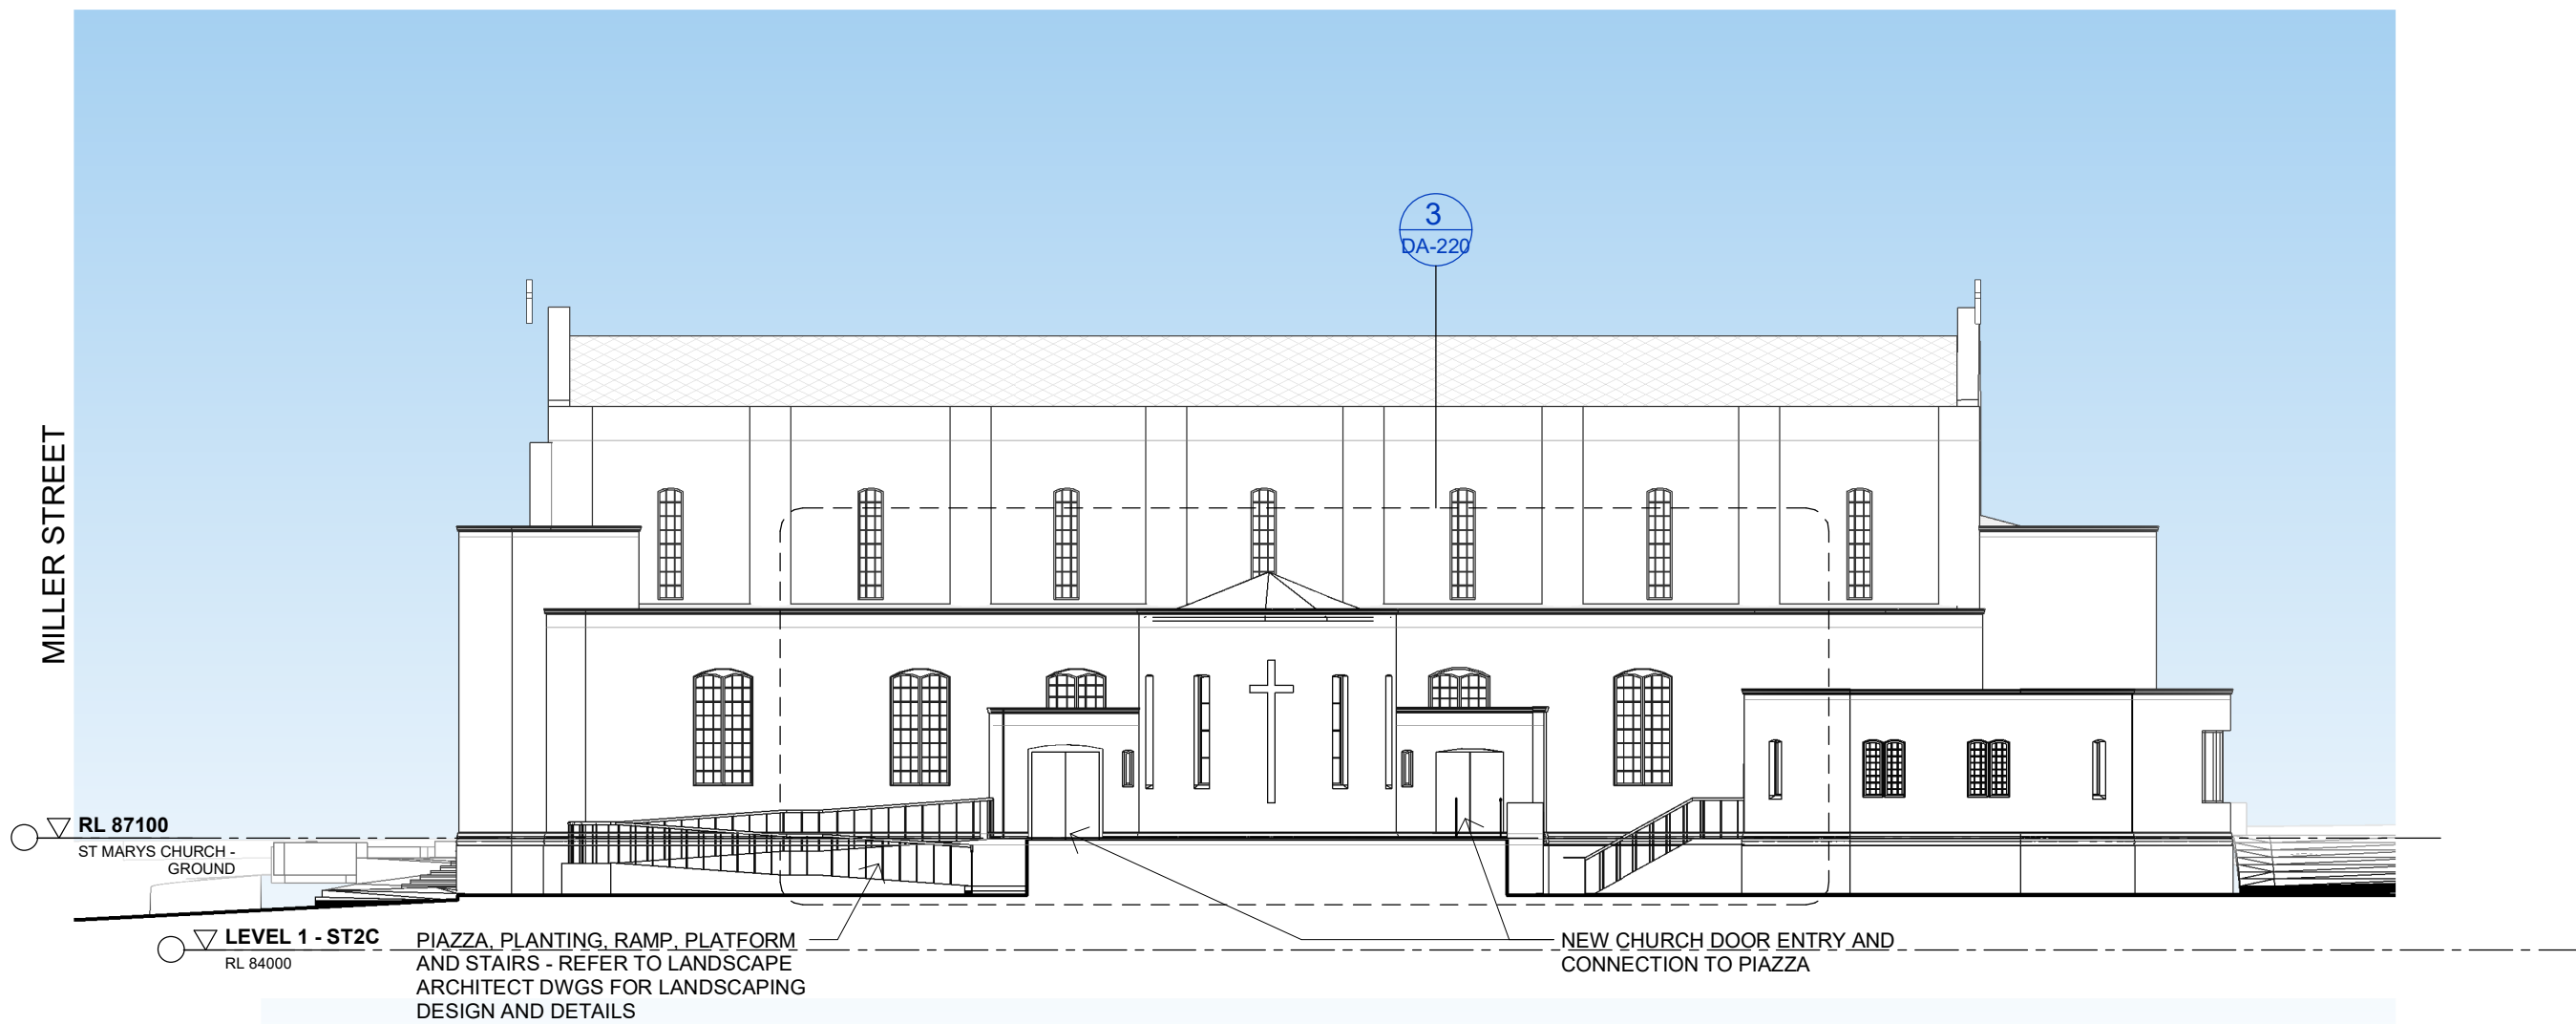 3
DA-220
MILLER STREET
RL 87100
ST MARYS CHURCH -
GROUND
LEVEL 1 - ST2C
RL 84000
PIAZZA, PLANTING, RAMP, PLATFORM
AND STAIRS - REFER TO LANDSCAPE
ARCHITECT DWGS FOR LANDSCAPING
DESIGN AND DETAILS
NEW CHURCH DOOR ENTRY AND
CONNECTION TO PIAZZA